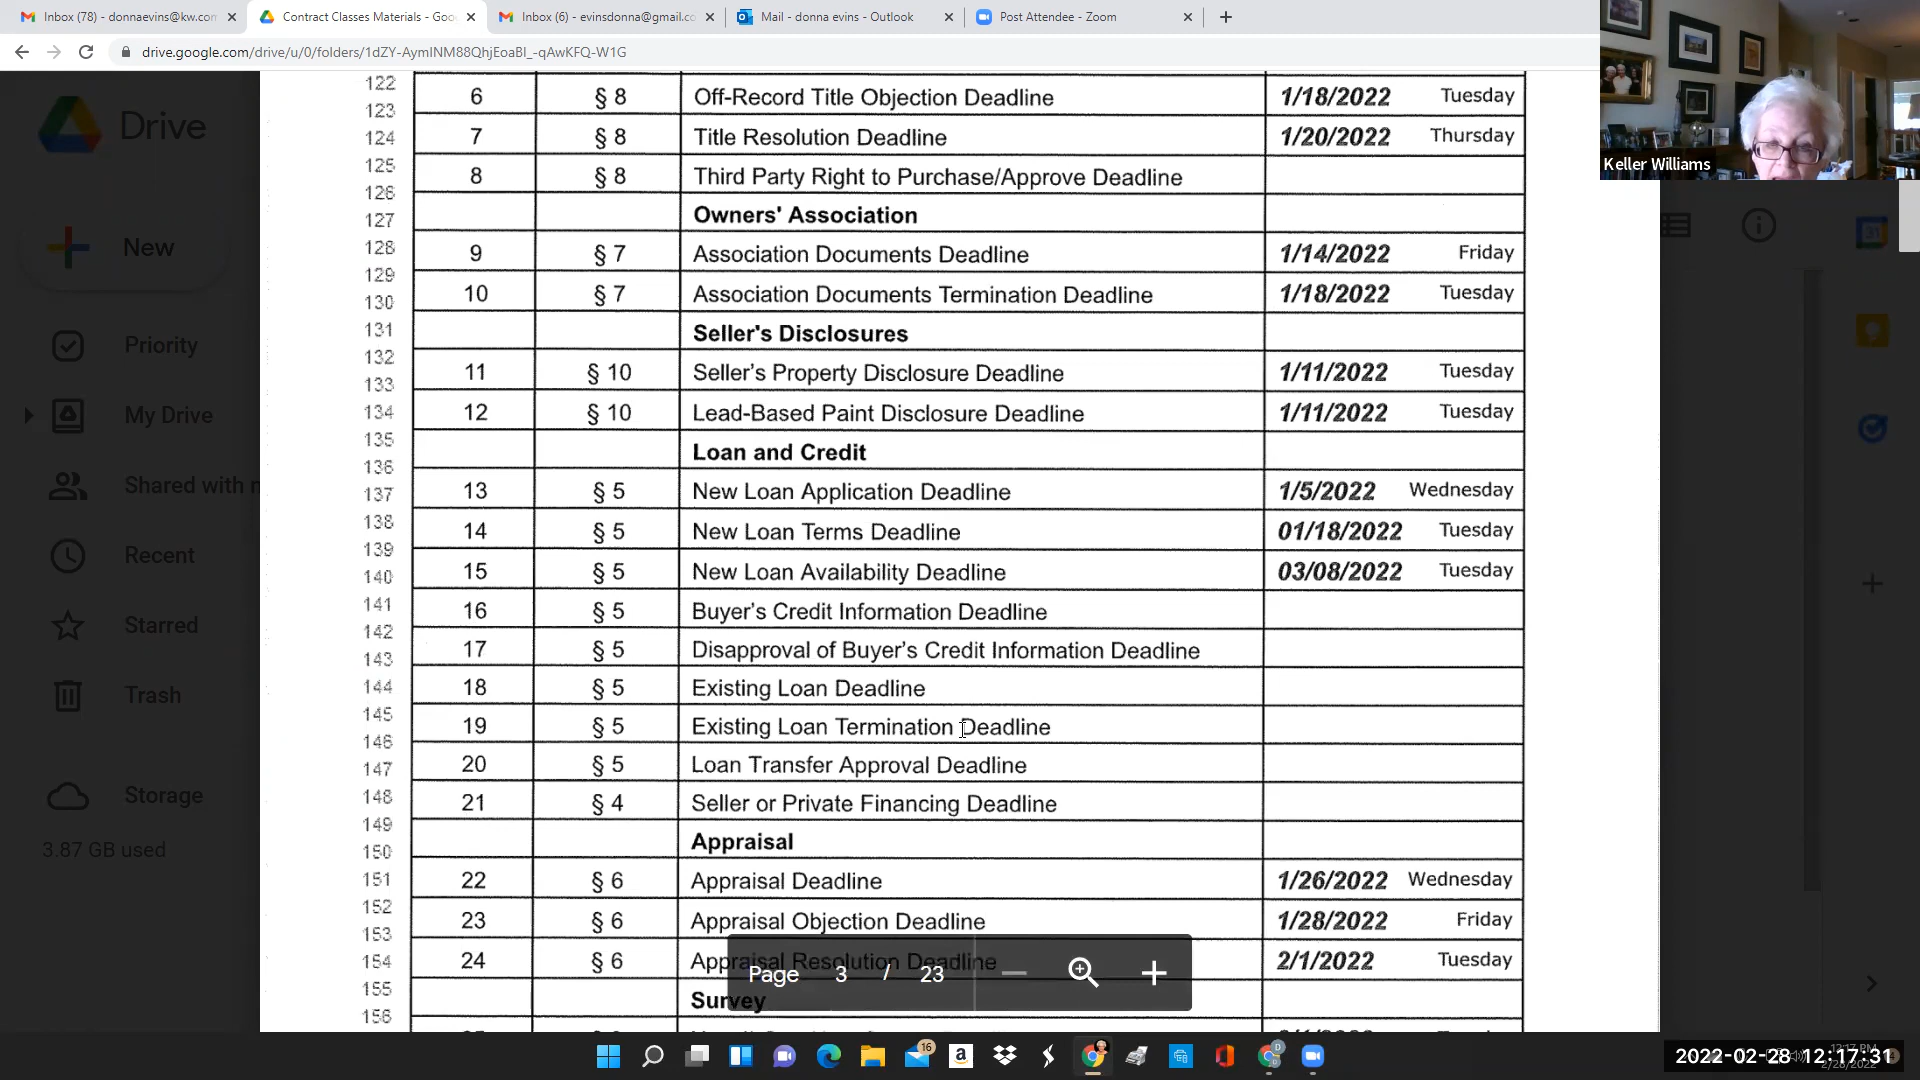 Inbox (78) - donnaevins@kw.com
Contract Classes Materials - Goo
Inbox (6) - evinsdonna@gmail.co
Mail - donna evins - Outlook
Post Attendee - Zoom
drive.google.com/drive/u/0/folders/1dZY-AymINM88QhjEoaBl_-qAwKFQ-W1G
Keller Williams
Drive
New
Priority
My Drive
Shared with
Recent
Starred
Trash
Storage
3.87 GB used
122
123 6 § 8 Off-Record Title Objection Deadline 1/18/2022 Tuesday
124 7 § 8 Title Resolution Deadline 1/20/2022 Thursday
125
126 8 § 8 Third Party Right to Purchase/Approve Deadline
127 Owners' Association
128 9 § 7 Association Documents Deadline 1/14/2022 Friday
129
130 10 § 7 Association Documents Termination Deadline 1/18/2022 Tuesday
131 Seller's Disclosures
132
133 11 § 10 Seller's Property Disclosure Deadline 1/11/2022 Tuesday
134 12 § 10 Lead-Based Paint Disclosure Deadline 1/11/2022 Tuesday
135
136 Loan and Credit
137 13 § 5 New Loan Application Deadline 1/5/2022 Wednesday
138 14 § 5 New Loan Terms Deadline 01/18/2022 Tuesday
139
140 15 § 5 New Loan Availability Deadline 03/08/2022 Tuesday
141 16 § 5 Buyer's Credit Information Deadline
142
143 17 § 5 Disapproval of Buyer's Credit Information Deadline
144 18 § 5 Existing Loan Deadline
145
146 19 § 5 Existing Loan Termination Deadline
147 20 § 5 Loan Transfer Approval Deadline
148 21 § 4 Seller or Private Financing Deadline
149
150 Appraisal
151 22 § 6 Appraisal Deadline 1/26/2022 Wednesday
152
153 23 § 6 Appraisal Objection Deadline 1/28/2022 Friday
154 24 § 6 Appraisal Resolution Deadline 2/1/2022 Tuesday
155 Survey
156
Page 3 / 23
16
2022-02-28 12:17:31